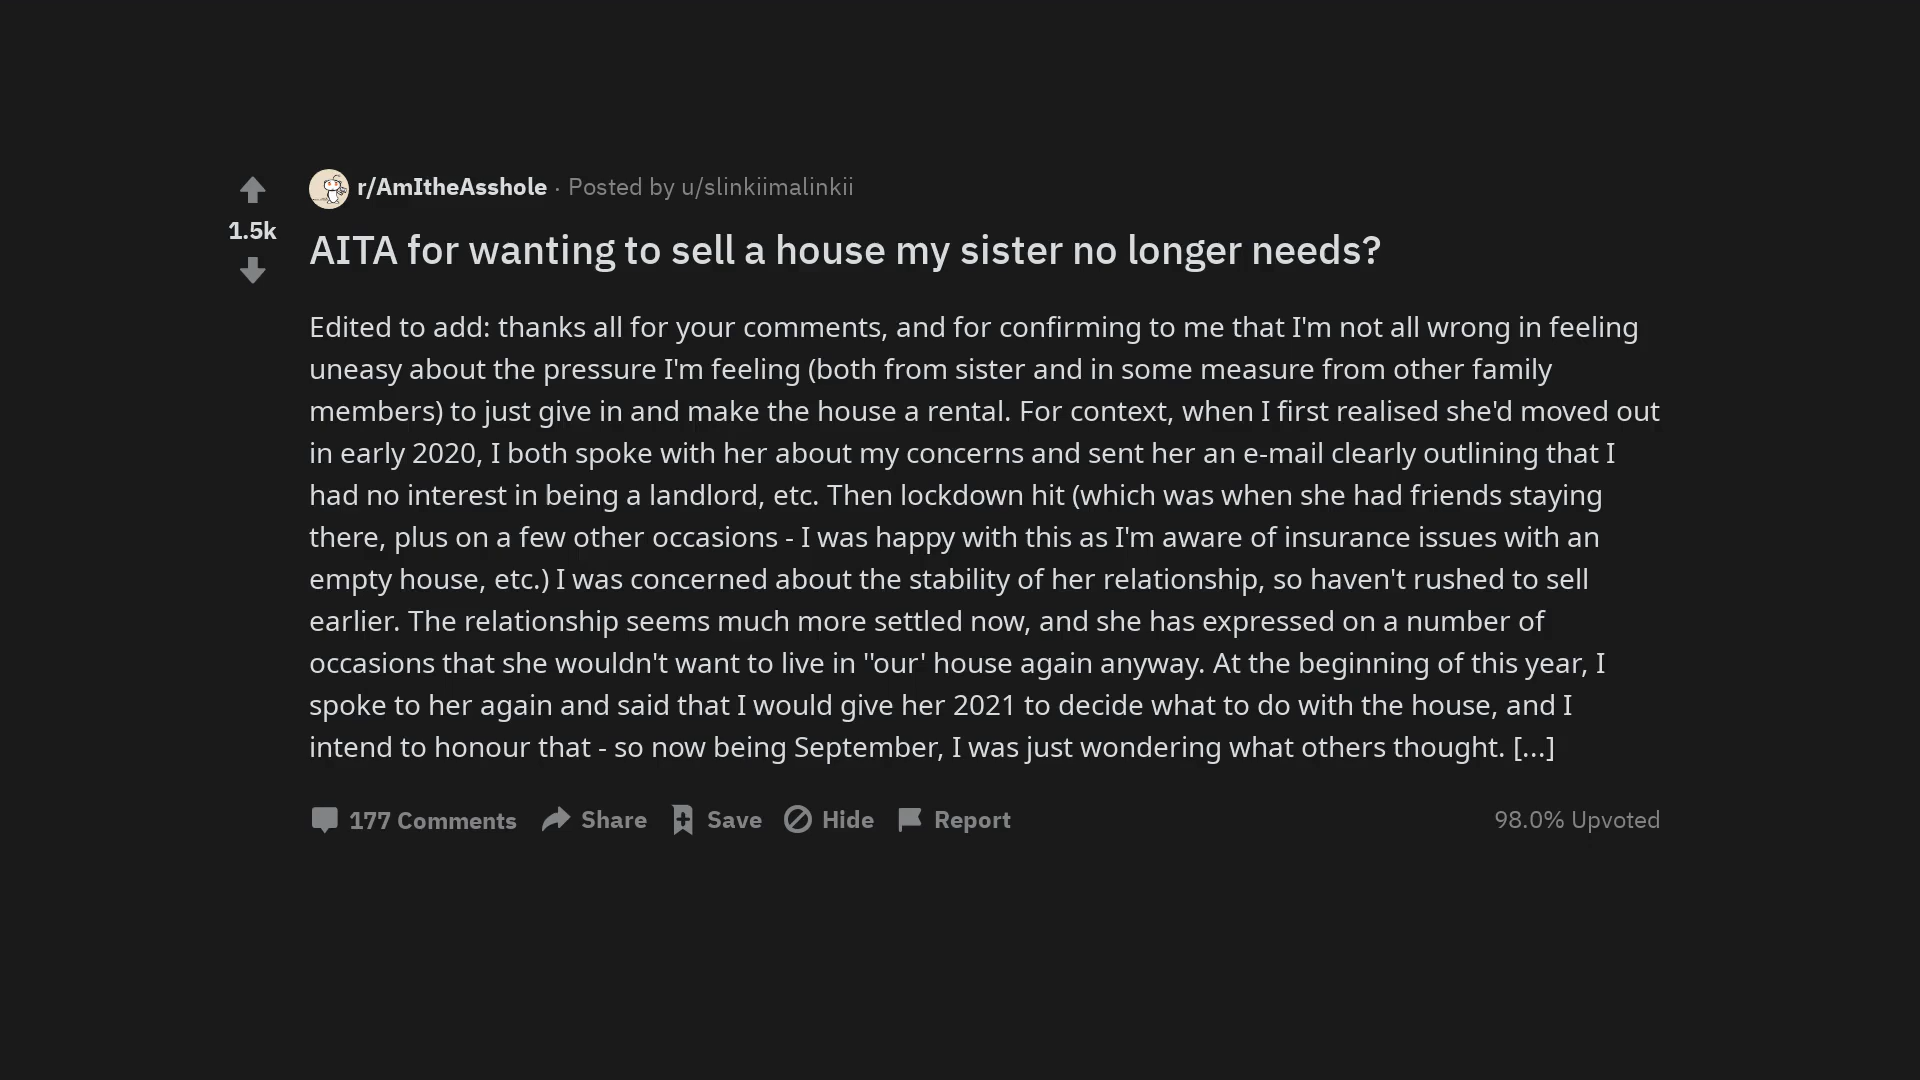 r/AmItheAsshole · Posted by u/slinkiimalinkii
1.5k
AITA for wanting to sell a house my sister no longer needs?
Edited to add: thanks all for your comments, and for confirming to me that I'm not all wrong in feeling
uneasy about the pressure I'm feeling (both from sister and in some measure from other family
members) to just give in and make the house a rental. For context, when I first realised she'd moved out
in early 2020, I both spoke with her about my concerns and sent her an e-mail clearly outlining that I
had no interest in being a landlord, etc. Then lockdown hit (which was when she had friends staying
there, plus on a few other occasions - I was happy with this as I'm aware of insurance issues with an
empty house, etc.) I was concerned about the stability of her relationship, so haven't rushed to sell
earlier. The relationship seems much more settled now, and she has expressed on a number of
occasions that she wouldn't want to live in "our' house again anyway. At the beginning of this year, I
spoke to her again and said that I would give her 2021 to decide what to do with the house, and I
intend to honour that - so now being September, I was just wondering what others thought. [...]
177 Comments Share Save Hide Report 98.0% Upvoted